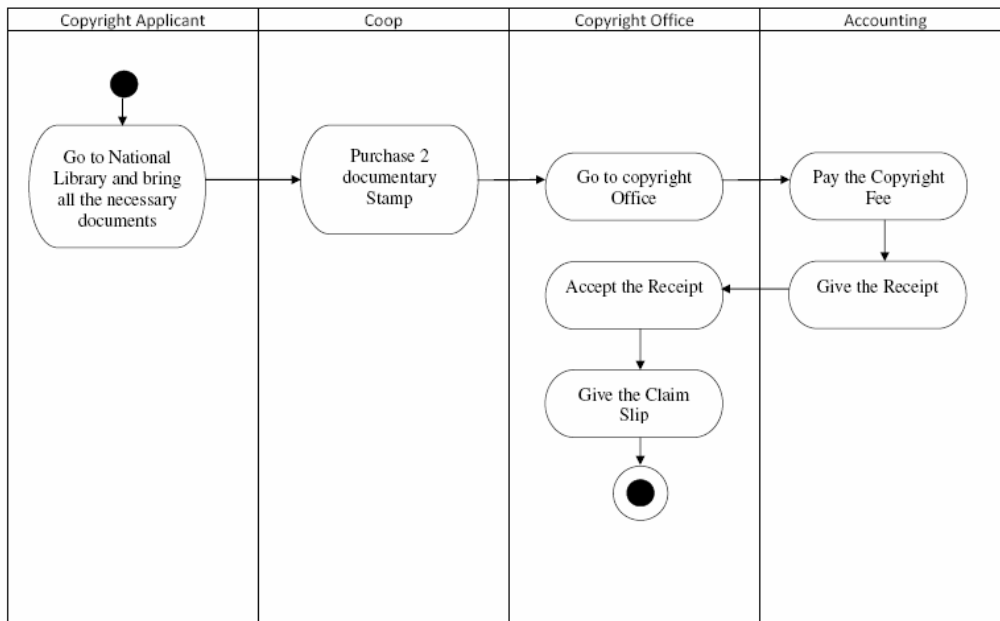 Copyright Applicant
Coop
Copyright Office
Accounting
Go to National
Library and bring
all the necessary
documents
Purchase 2
documentary
Stamp
Go to copyright
Office
Pay the Copyright
Fee
Accept the Receipt
Give the Receipt
Give the Claim
Slip